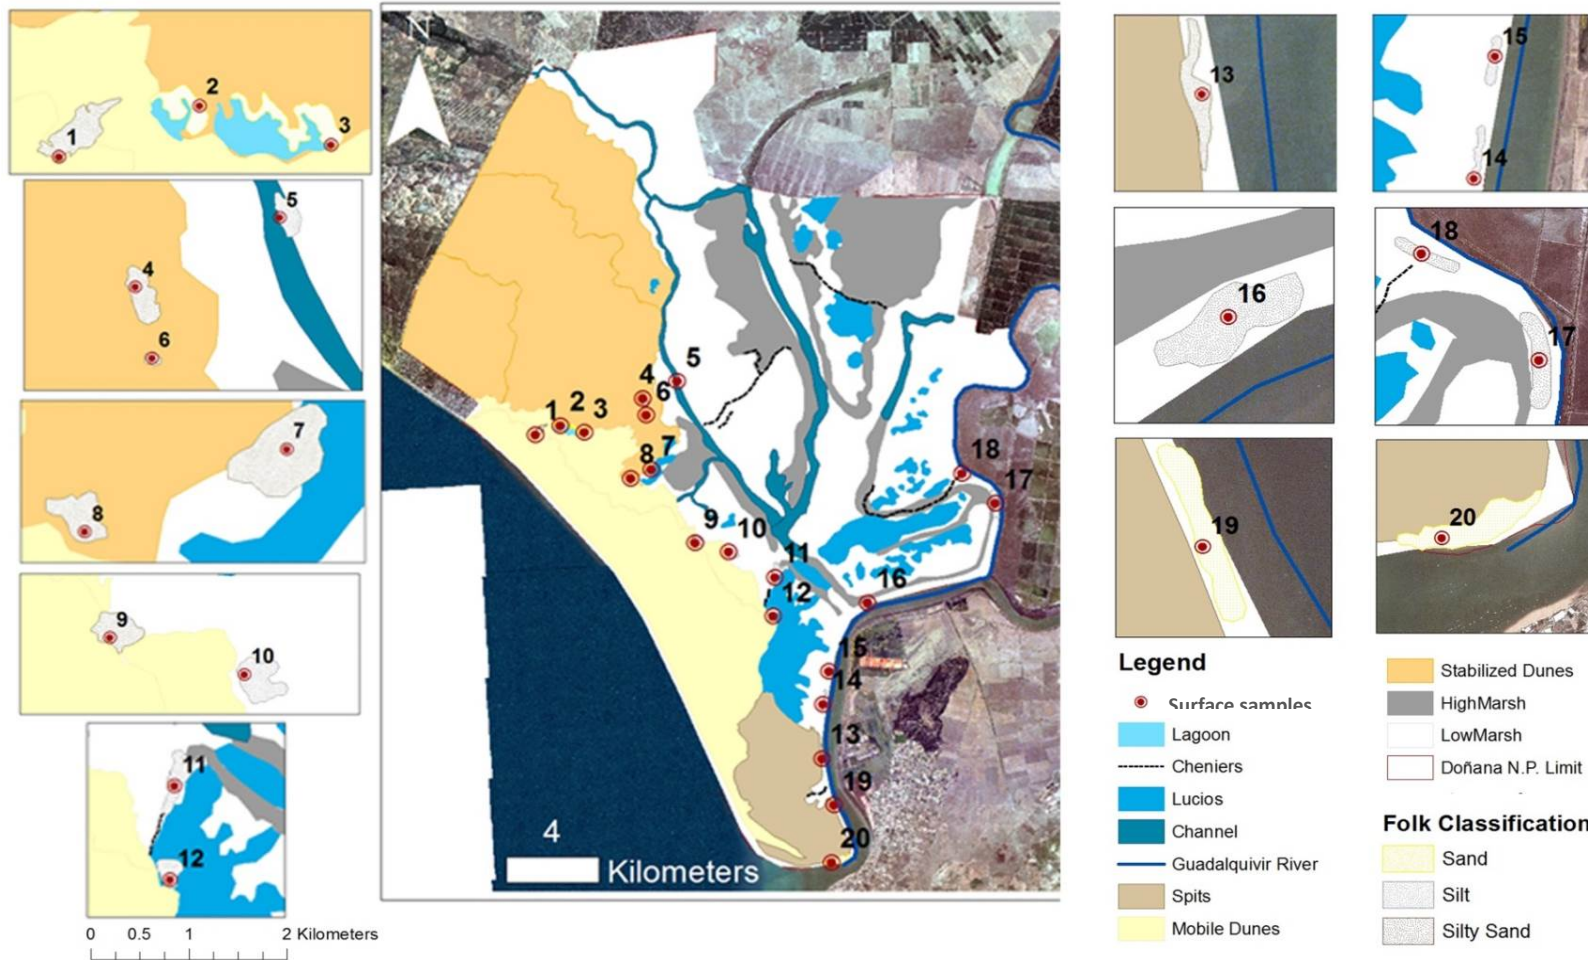 1
2
3
4
5
6
7
8
9
10
11
12
0 0.5 1 2 Kilometers
N
1
2
3
4
5
6
7
8
9
10
11
12
13
14
15
16
17
18
19
20
4
Kilometers
13
15
14
16
18
17
19
20
Legend
Surface samples
Lagoon
Cheniers
Lucios
Channel
Guadalquivir River
Spits
Mobile Dunes
Stabilized Dunes
HighMarsh
LowMarsh
Doñana N.P. Limit
Folk Classification
Sand
Silt
Silty Sand